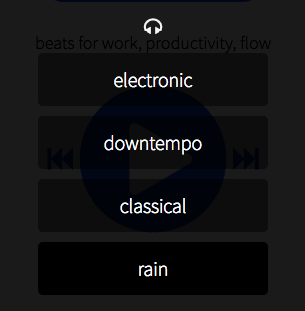 beats for work, productivity, flow
electronic
downtempo
classical
rain